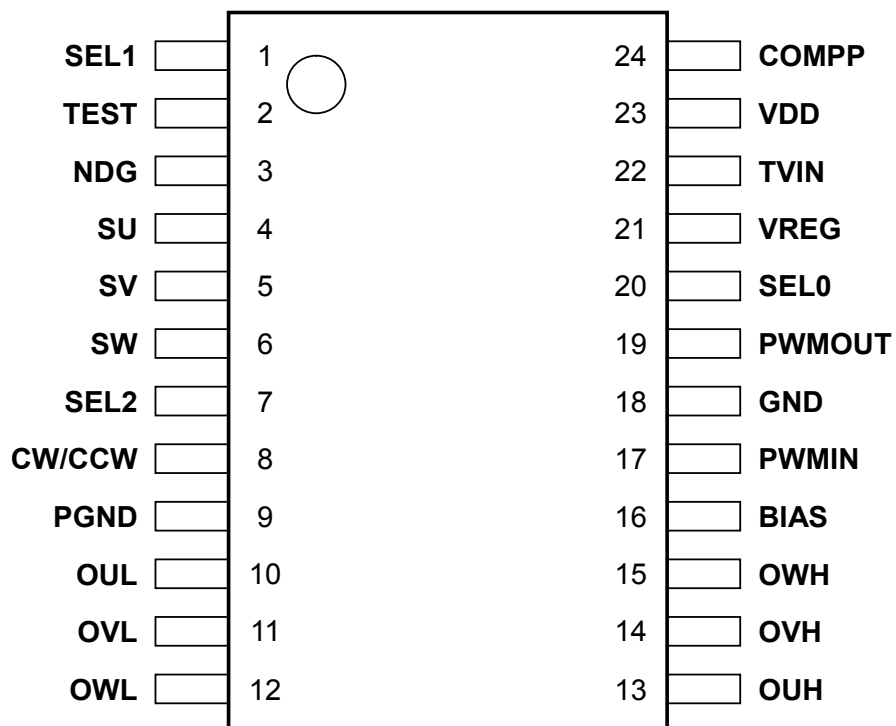 SEL1 1 24 COMPP
TEST 2 23 VDD
NDG 3 22 TVIN
SU 4 21 VREG
SV 5 20 SEL0
SW 6 19 PWMOUT
SEL2 7 18 GND
CW/CCW 8 17 PWMIN
PGND 9 16 BIAS
OUL 10 15 OWH
OVL 11 14 OVH
OWL 12 13 OUH